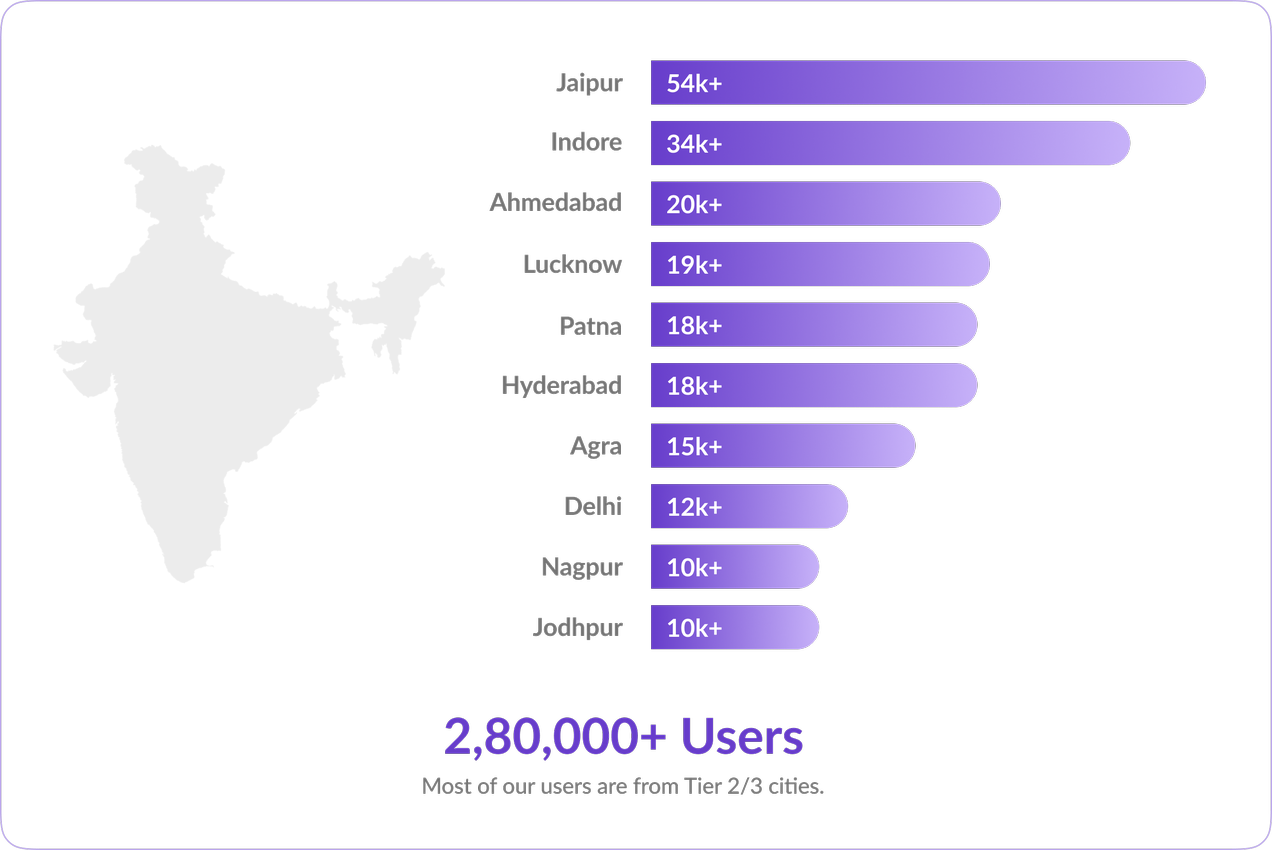 Jaipur 54k+
Indore 34k+
Ahmedabad 20k+
Lucknow 19k+
Patna 18k+
Hyderabad 18k+
Agra 15k+
Delhi 12k+
Nagpur 10k+
Jodhpur 10k+
2,80,000+ Users
Most of our users are from Tier 2/3 cities.